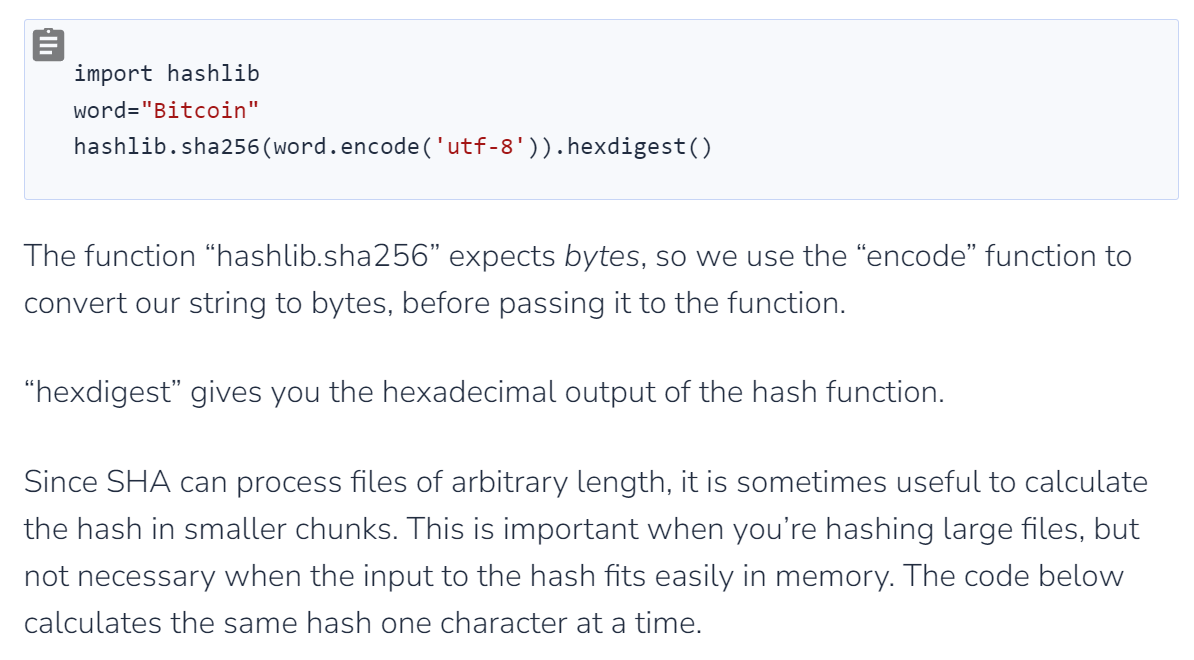 import hashlib
word="Bitcoin"
hashlib.sha256(word.encode('utf-8')).hexdigest()
The function “hashlib.sha256” expects bytes, so we use the “encode” function to
convert our string to bytes, before passing it to the function.
“hexdigest” gives you the hexadecimal output of the hash function.
Since SHA can process files of arbitrary length, it is sometimes useful to calculate
the hash in smaller chunks. This is important when you’re hashing large files, but
not necessary when the input to the hash fits easily in memory. The code below
calculates the same hash one character at a time.